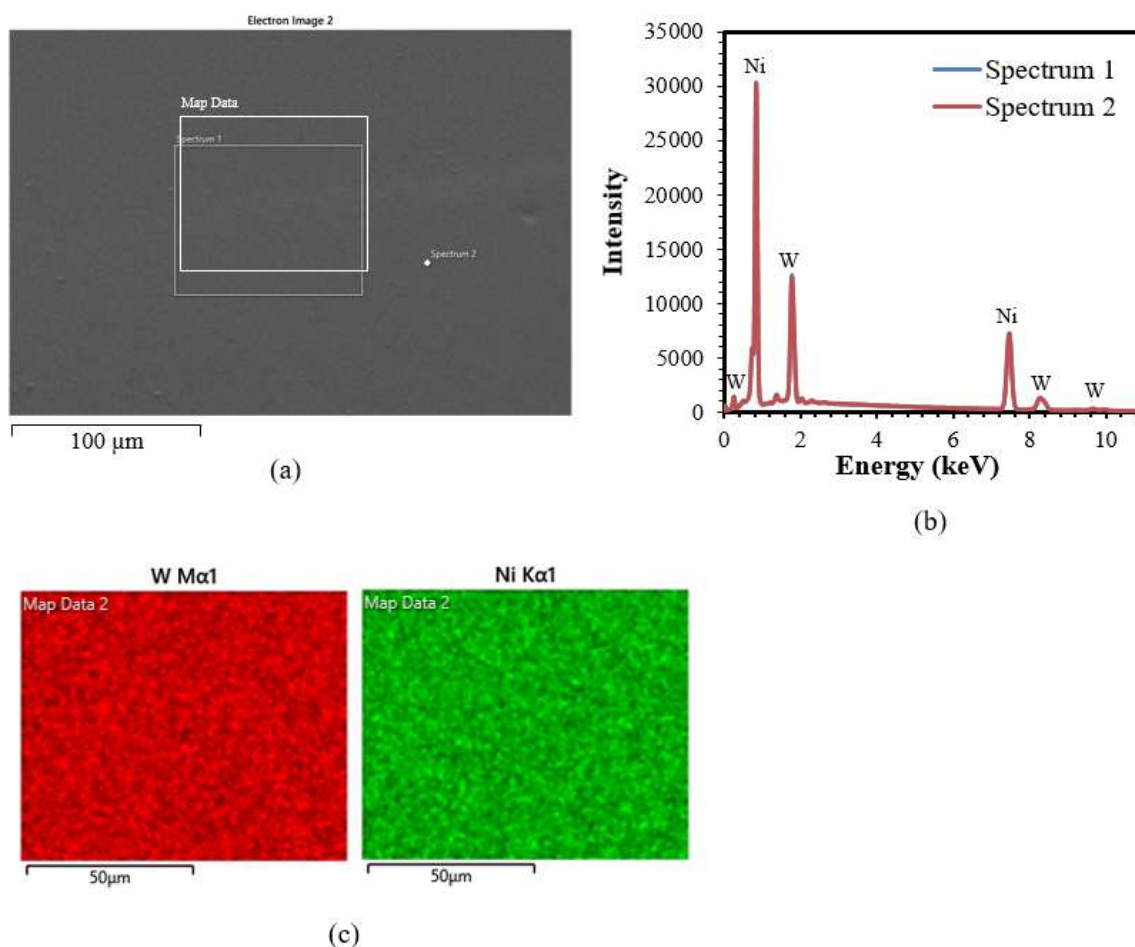 Electron Image 2
Map Data
Spectrum 1
Spectrum 2
100 µm
(a)
35000
30000
25000
20000
15000
10000
5000
0
Intensity
Ni
W
W
Ni
W
W
Spectrum 1
Spectrum 2
0 2 4 6 8 10
Energy (keV)
(b)
W Mα1
Map Data 2
50µm
Ni Kα1
Map Data 2
50µm
(c)